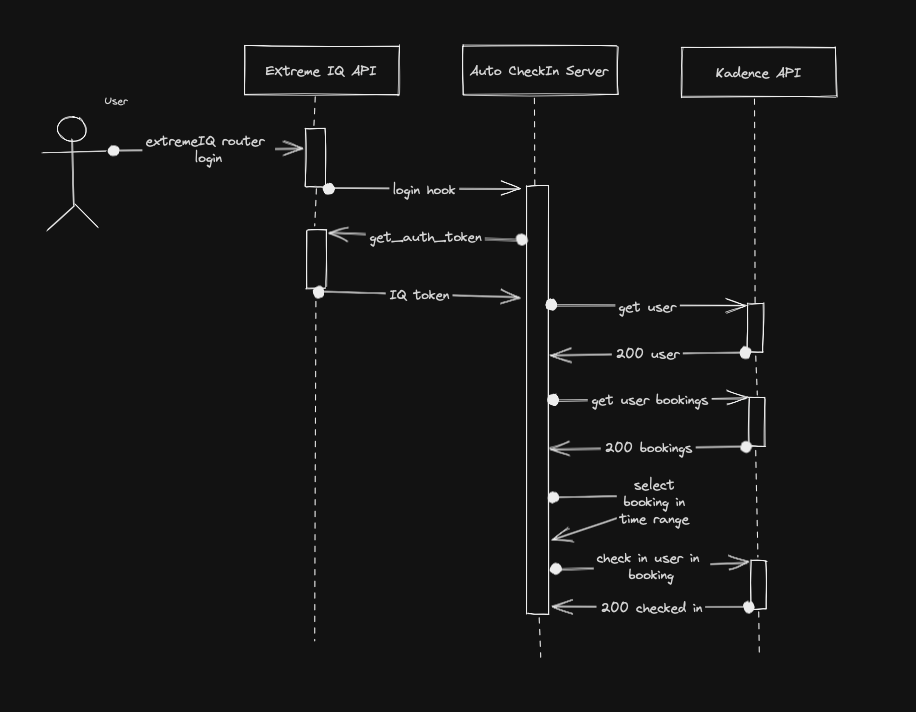 Extreme IQ API
Auto CheckIn Server
Kadence API
User
extremeIQ router
login
login hook
get_auth_token
IQ token
get user
200 user
get user bookings
200 bookings
select
booking in
time range
check in user in
booking
200 checked in